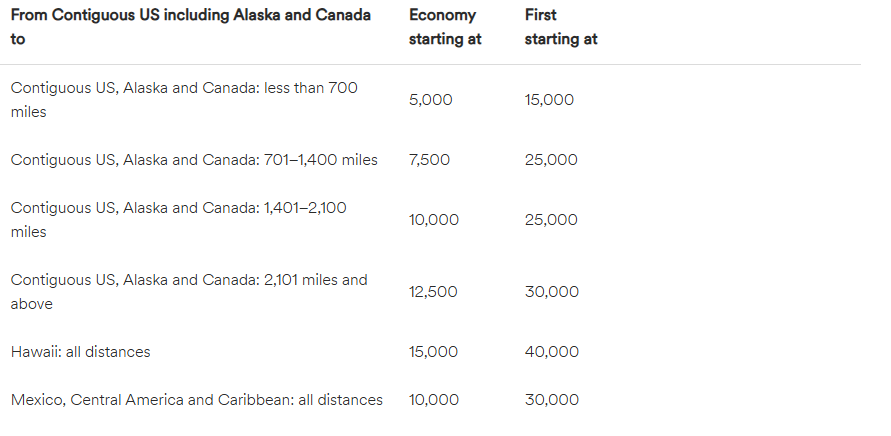 From Contiguous US including Alaska and Canada Economy First
to starting at starting at
Contiguous US, Alaska and Canada: less than 700
miles 5,000 15,000
Contiguous US, Alaska and Canada: 701–1,400 miles 7,500 25,000
Contiguous US, Alaska and Canada: 1,401–2,100
miles 10,000 25,000
Contiguous US, Alaska and Canada: 2,101 miles and
above 12,500 30,000
Hawaii: all distances 15,000 40,000
Mexico, Central America and Caribbean: all distances 10,000 30,000